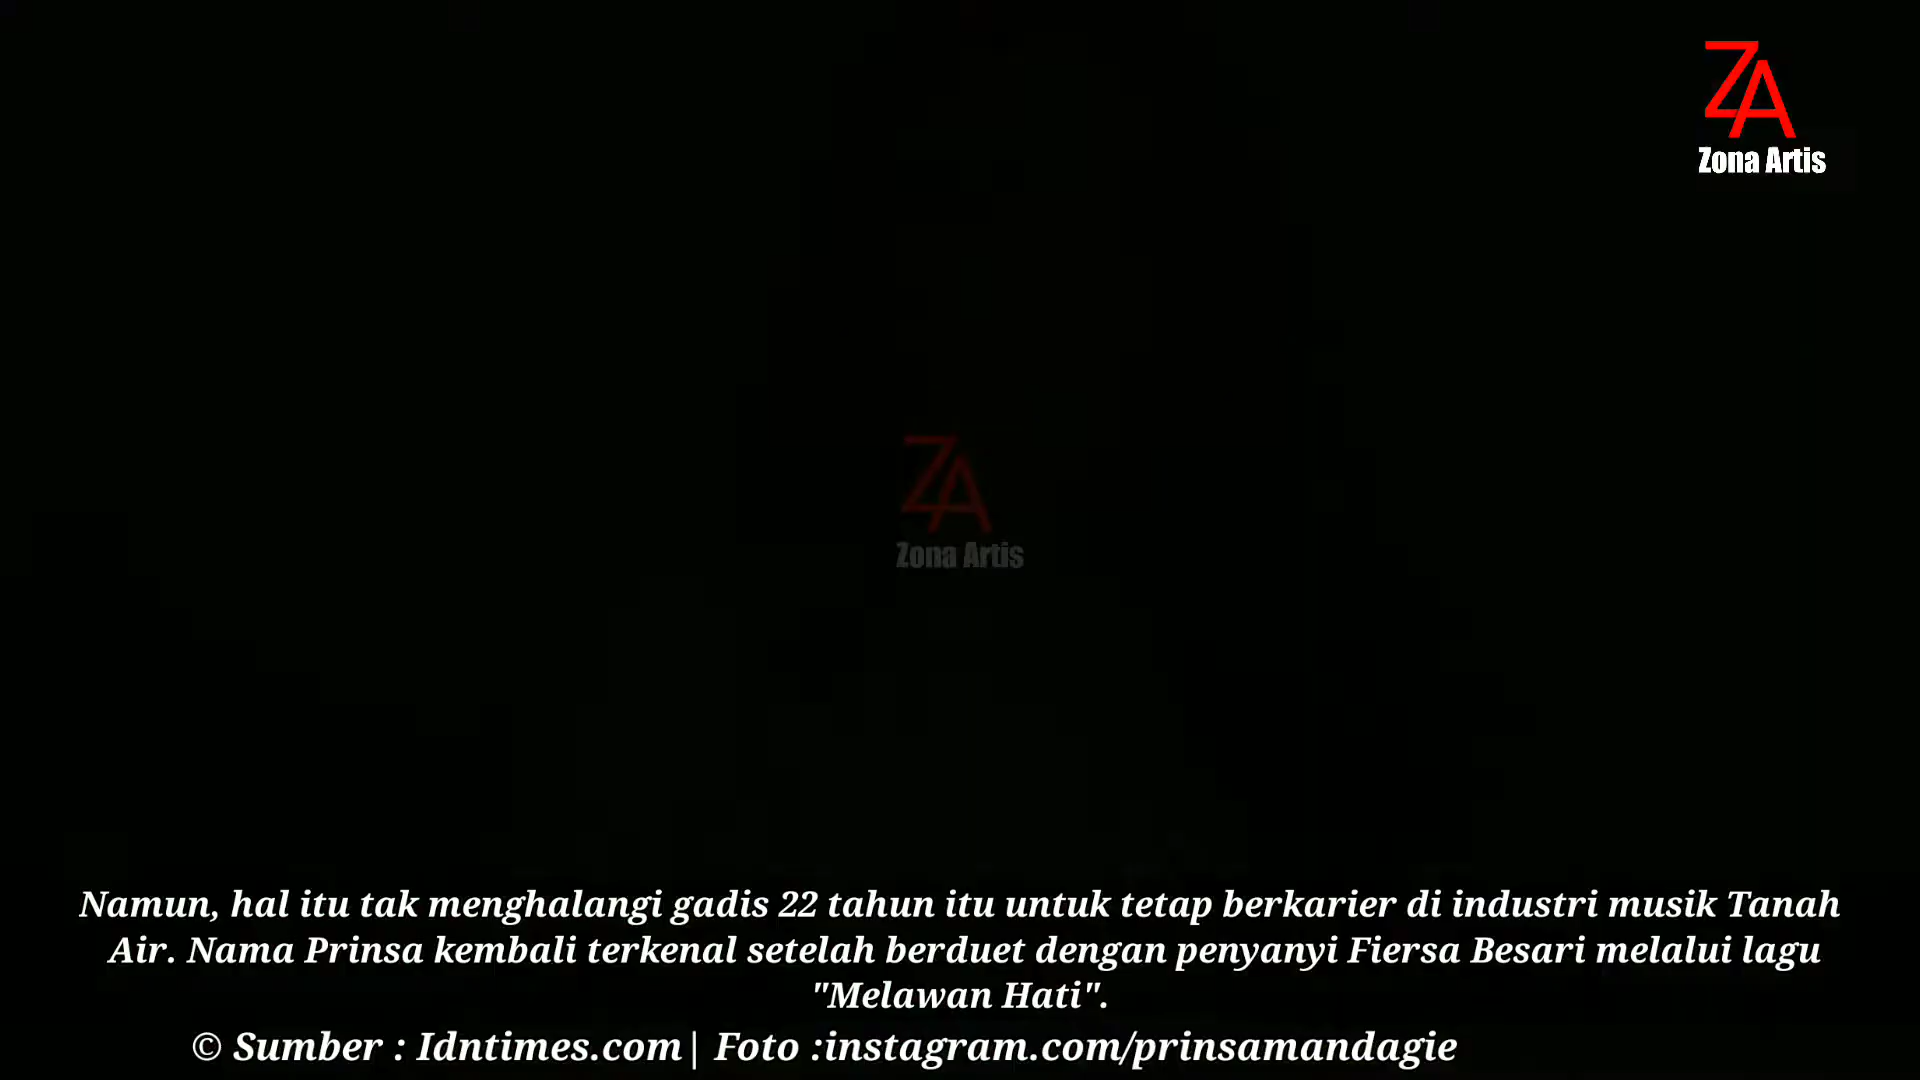 ZA
Zona Artis
ZA
Zona Artis
Namun, hal itu tak menghalangi gadis 22 tahun itu untuk tetap berkarier di industri musik Tanah
Air. Nama Prinsa kembali terkenal setelah berduet dengan penyanyi Fiersa Besari melalui lagu
"Melawan Hati".
© Sumber : Idntimes.com| Foto :instagram.com/prinsamandagie